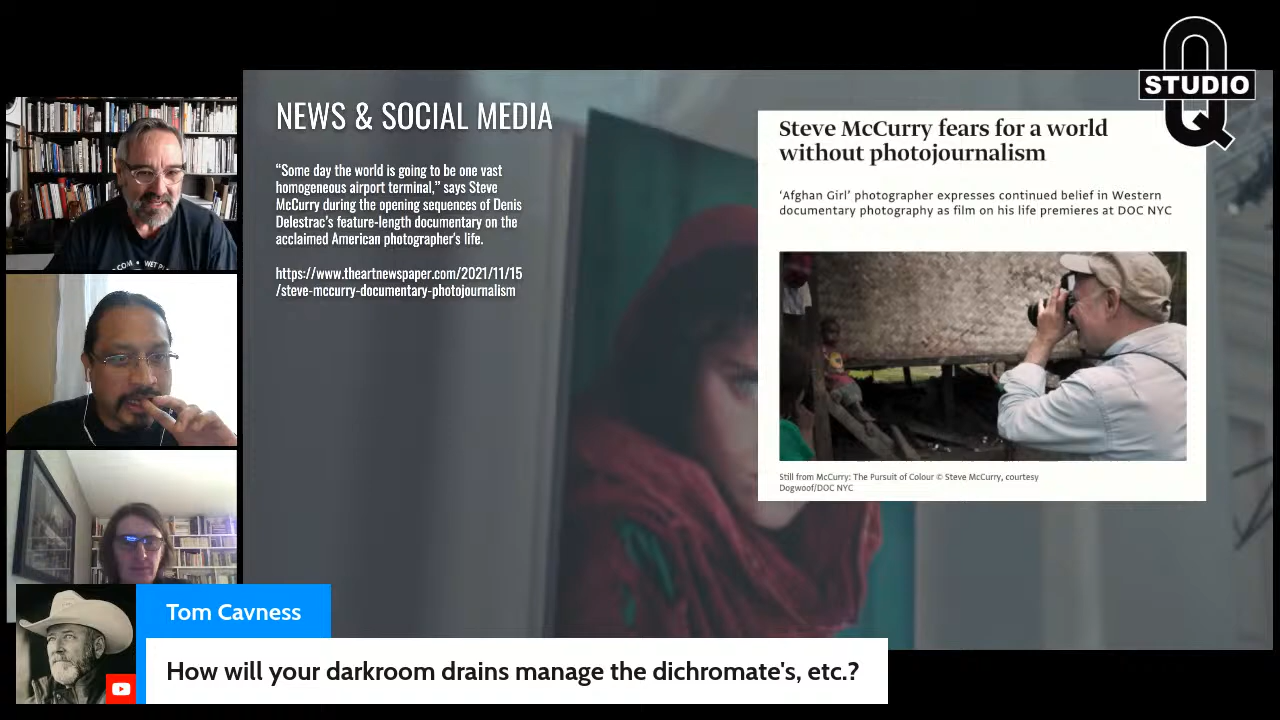 STUDIO
Q
NEWS & SOCIAL MEDIA
“Some day the world is going to be one vast
homogeneous airport terminal,” says Steve
McCurry during the opening sequences of Denis
Delestrac's feature-length documentary on the
acclaimed American photographer's life.
https://www.theartnewspaper.com/2021/11/15
/steve-mccurry-documentary-photojournalism
Steve McCurry fears for a world
without photojournalism
‘Afghan Girl’ photographer expresses continued belief in Western
documentary photography as film on his life premieres at DOC NYC
Still from McCurry: The Pursuit of Colour © Steve McCurry, courtesy
Dogwoof/DOC NYC
.COM • WET PL
Tom Cavness
How will your darkroom drains manage the dichromate's, etc.?